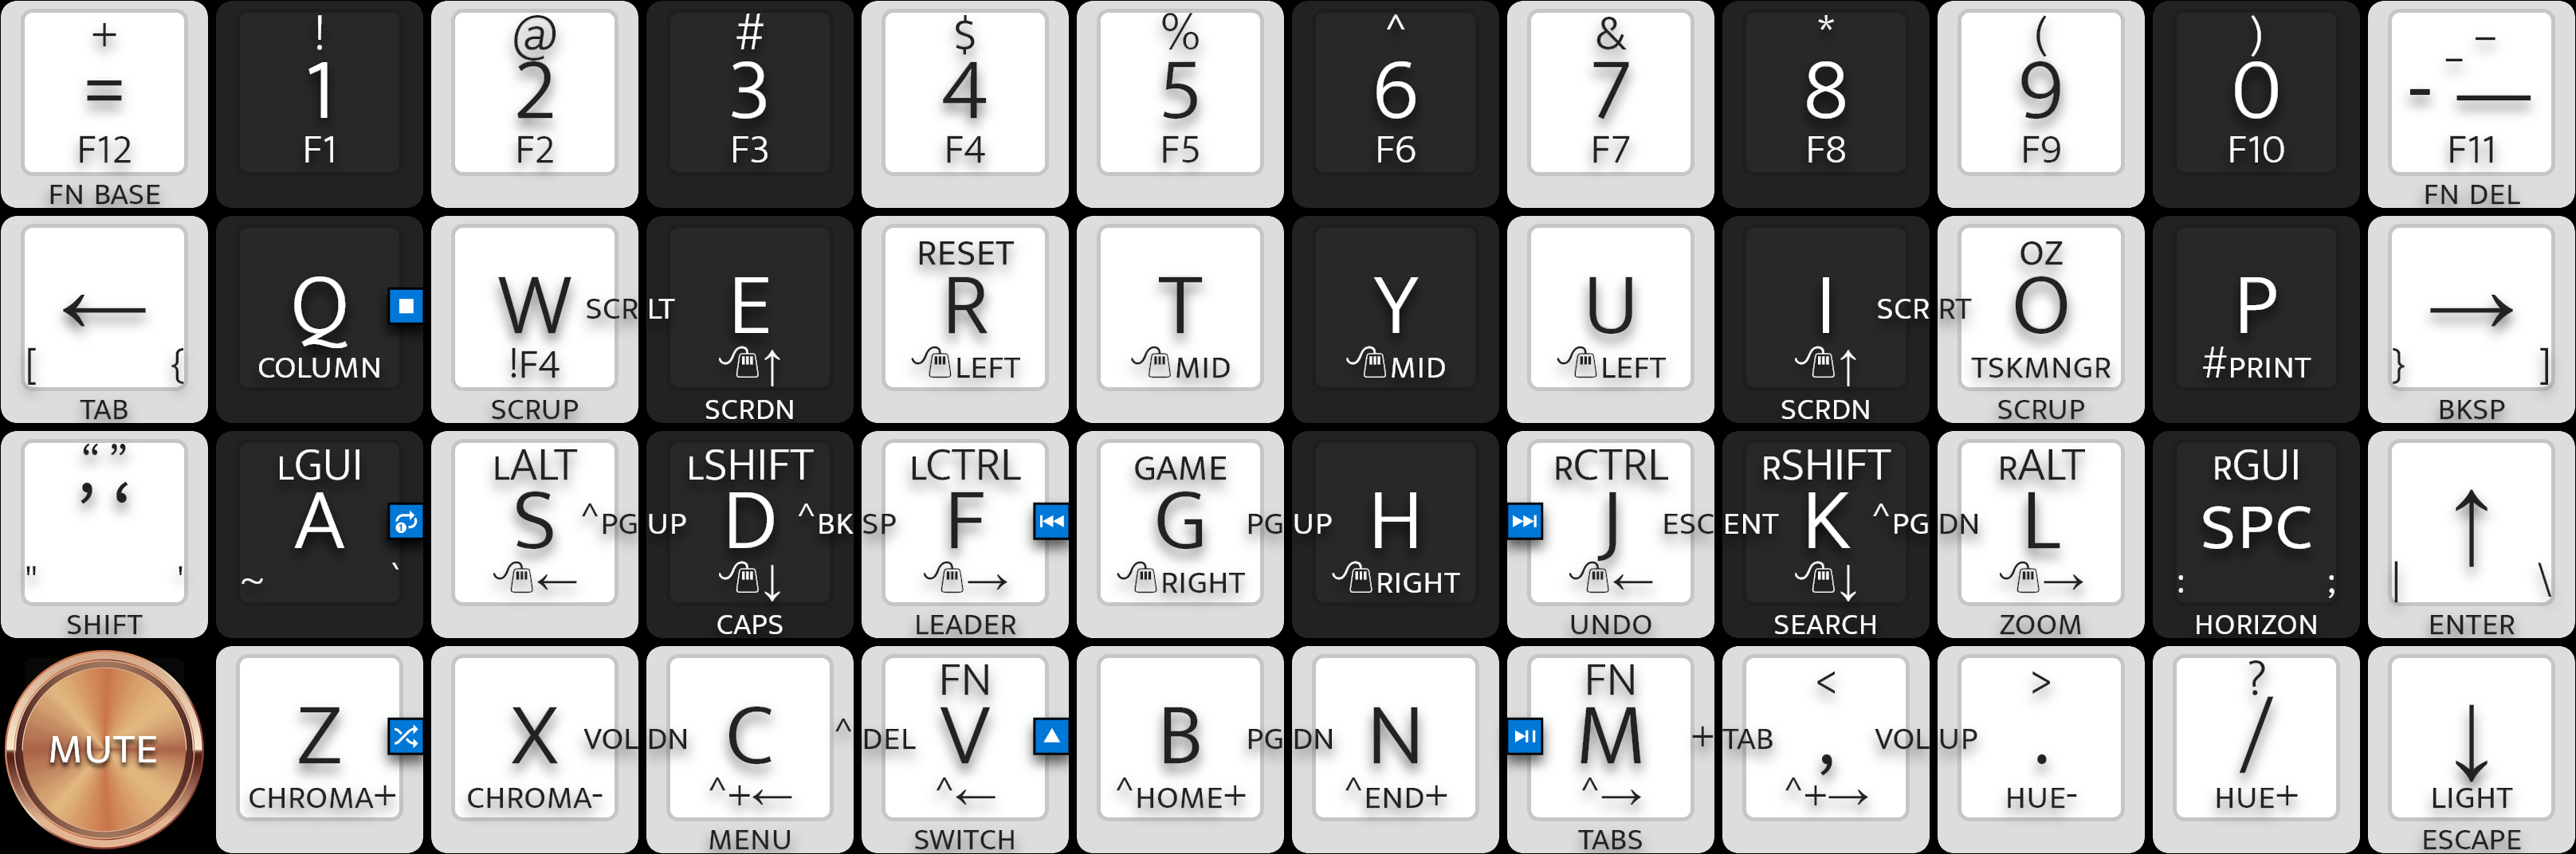 + ! @ # $ % ^ & * ( ) – –
= 1 2 3 4 5 6 7 8 9 0 - —
F12 F1 F2 F3 F4 F5 F6 F7 F8 F9 F10 F11
FN BASE FN DEL
RESET OZ
← Q W SCR LT E R T Y U I SCR RT O P →
[ { COLUMN !F4 ↑ LEFT MID MID LEFT ↑ TSKMNGR #PRINT } ]
TAB SCRUP SCRDN SCRDN SCRUP BKSP
“ ” LGUI LALT LSHIFT LCTRL GAME RCTRL RSHIFT RALT RGUI
A S ^PG UP D ^BK SP F G PG UP H J ESC ENT K ^PG DN L SPC ↑
" ' ~ ` ← ↓ → RIGHT RIGHT ← ↓ → : ; | \
SHIFT CAPS LEADER UNDO SEARCH ZOOM HORIZON ENTER
FN FN < > ?
MUTE Z X VOL DN C ^ DEL V B PG DN N M + TAB , VOL UP . / ↓
CHROMA+ CHROMA- ^+← ^← ^HOME+ ^END+ ^→ ^+→ HUE- HUE+ LIGHT
MENU SWITCH TABS ESCAPE